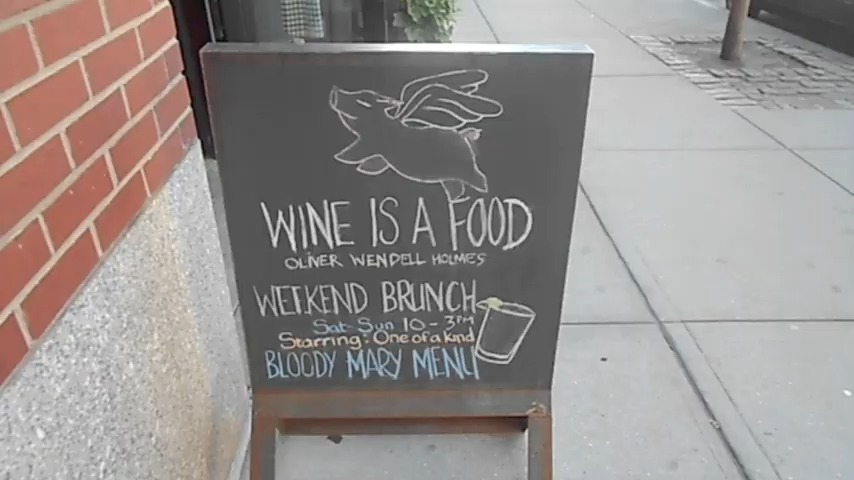 WINE IS A FOOD
OLIVER WENDELL HOLMES
WEEKEND BRUNCH
Sat-Sun 10-3PM
Starring: One of a kind
BLOODY MARY MENU